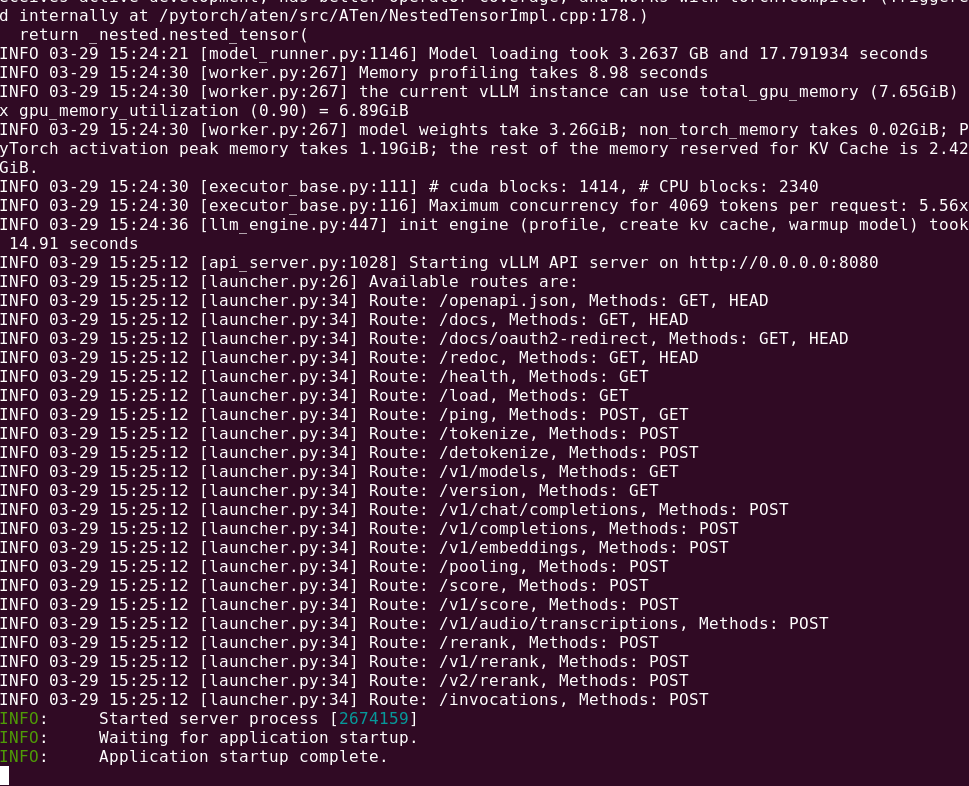 d internally at /pytorch/aten/src/ATen/NestedTensorImpl.cpp:178.)
  return _nested.nested_tensor(
INFO 03-29 15:24:21 [model_runner.py:1146] Model loading took 3.2637 GB and 17.791934 seconds
INFO 03-29 15:24:30 [worker.py:267] Memory profiling takes 8.98 seconds
INFO 03-29 15:24:30 [worker.py:267] the current vLLM instance can use total_gpu_memory (7.65GiB)
x gpu_memory_utilization (0.90) = 6.89GiB
INFO 03-29 15:24:30 [worker.py:267] model weights take 3.26GiB; non_torch_memory takes 0.02GiB; P
yTorch activation peak memory takes 1.19GiB; the rest of the memory reserved for KV Cache is 2.42
GiB.
INFO 03-29 15:24:30 [executor_base.py:111] # cuda blocks: 1414, # CPU blocks: 2340
INFO 03-29 15:24:30 [executor_base.py:116] Maximum concurrency for 4069 tokens per request: 5.56x
INFO 03-29 15:24:36 [llm_engine.py:447] init engine (profile, create kv cache, warmup model) took
 14.91 seconds
INFO 03-29 15:25:12 [api_server.py:1028] Starting vLLM API server on http://0.0.0.0:8080
INFO 03-29 15:25:12 [launcher.py:26] Available routes are:
INFO 03-29 15:25:12 [launcher.py:34] Route: /openapi.json, Methods: GET, HEAD
INFO 03-29 15:25:12 [launcher.py:34] Route: /docs, Methods: GET, HEAD
INFO 03-29 15:25:12 [launcher.py:34] Route: /docs/oauth2-redirect, Methods: GET, HEAD
INFO 03-29 15:25:12 [launcher.py:34] Route: /redoc, Methods: GET, HEAD
INFO 03-29 15:25:12 [launcher.py:34] Route: /health, Methods: GET
INFO 03-29 15:25:12 [launcher.py:34] Route: /load, Methods: GET
INFO 03-29 15:25:12 [launcher.py:34] Route: /ping, Methods: POST, GET
INFO 03-29 15:25:12 [launcher.py:34] Route: /tokenize, Methods: POST
INFO 03-29 15:25:12 [launcher.py:34] Route: /detokenize, Methods: POST
INFO 03-29 15:25:12 [launcher.py:34] Route: /v1/models, Methods: GET
INFO 03-29 15:25:12 [launcher.py:34] Route: /version, Methods: GET
INFO 03-29 15:25:12 [launcher.py:34] Route: /v1/chat/completions, Methods: POST
INFO 03-29 15:25:12 [launcher.py:34] Route: /v1/completions, Methods: POST
INFO 03-29 15:25:12 [launcher.py:34] Route: /v1/embeddings, Methods: POST
INFO 03-29 15:25:12 [launcher.py:34] Route: /pooling, Methods: POST
INFO 03-29 15:25:12 [launcher.py:34] Route: /score, Methods: POST
INFO 03-29 15:25:12 [launcher.py:34] Route: /v1/score, Methods: POST
INFO 03-29 15:25:12 [launcher.py:34] Route: /v1/audio/transcriptions, Methods: POST
INFO 03-29 15:25:12 [launcher.py:34] Route: /rerank, Methods: POST
INFO 03-29 15:25:12 [launcher.py:34] Route: /v1/rerank, Methods: POST
INFO 03-29 15:25:12 [launcher.py:34] Route: /v2/rerank, Methods: POST
INFO 03-29 15:25:12 [launcher.py:34] Route: /invocations, Methods: POST
INFO:     Started server process [2674159]
INFO:     Waiting for application startup.
INFO:     Application startup complete.